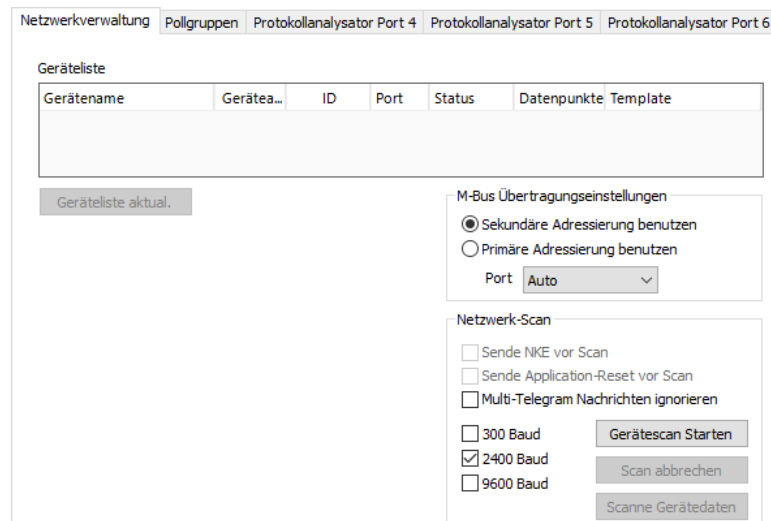 Netzwerkverwaltung Pollgruppen Protokollanalysator Port 4 Protokollanalysator Port 5 Protokollanalysator Port 6
Geräteliste
Gerätename Gerätea... ID Port Status Datenpunkte Template
Geräteliste aktual.
M-Bus Übertragungseinstellungen
Sekundäre Adressierung benutzen
Primäre Adressierung benutzen
Port Auto
Netzwerk-Scan
Sende NKE vor Scan
Sende Application-Reset vor Scan
Multi-Telegram Nachrichten ignorieren
300 Baud Gerätescan Starten
2400 Baud Scan abbrechen
9600 Baud
Scanne Gerätedaten